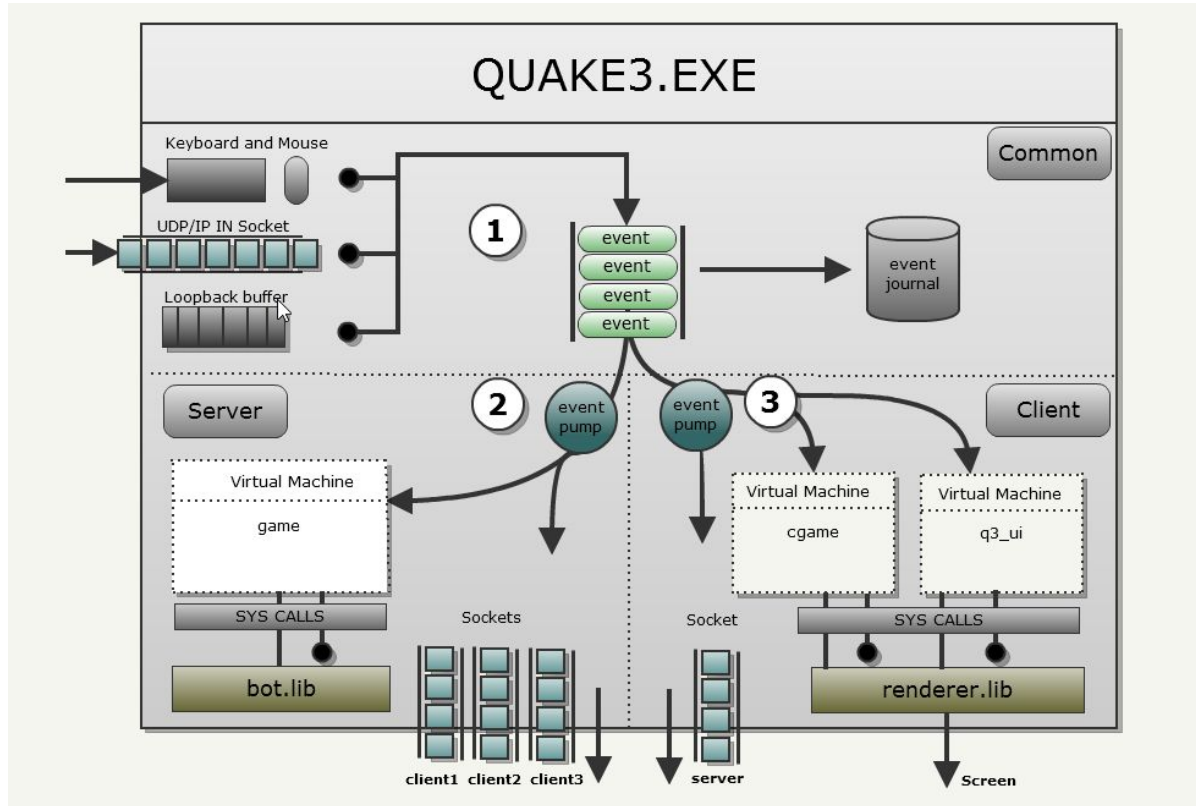 QUAKE3.EXE
Keyboard and Mouse
Common
UDP/IP IN Socket
1
event
event
event
event
event
journal
Loopback buffer
Server
2
event
pump
event
pump
3
Client
Virtual Machine
game
Virtual Machine
cgame
Virtual Machine
q3_ui
SYS CALLS
Sockets
Socket
SYS CALLS
bot.lib
renderer.lib
client1 client2 client3
server
Screen